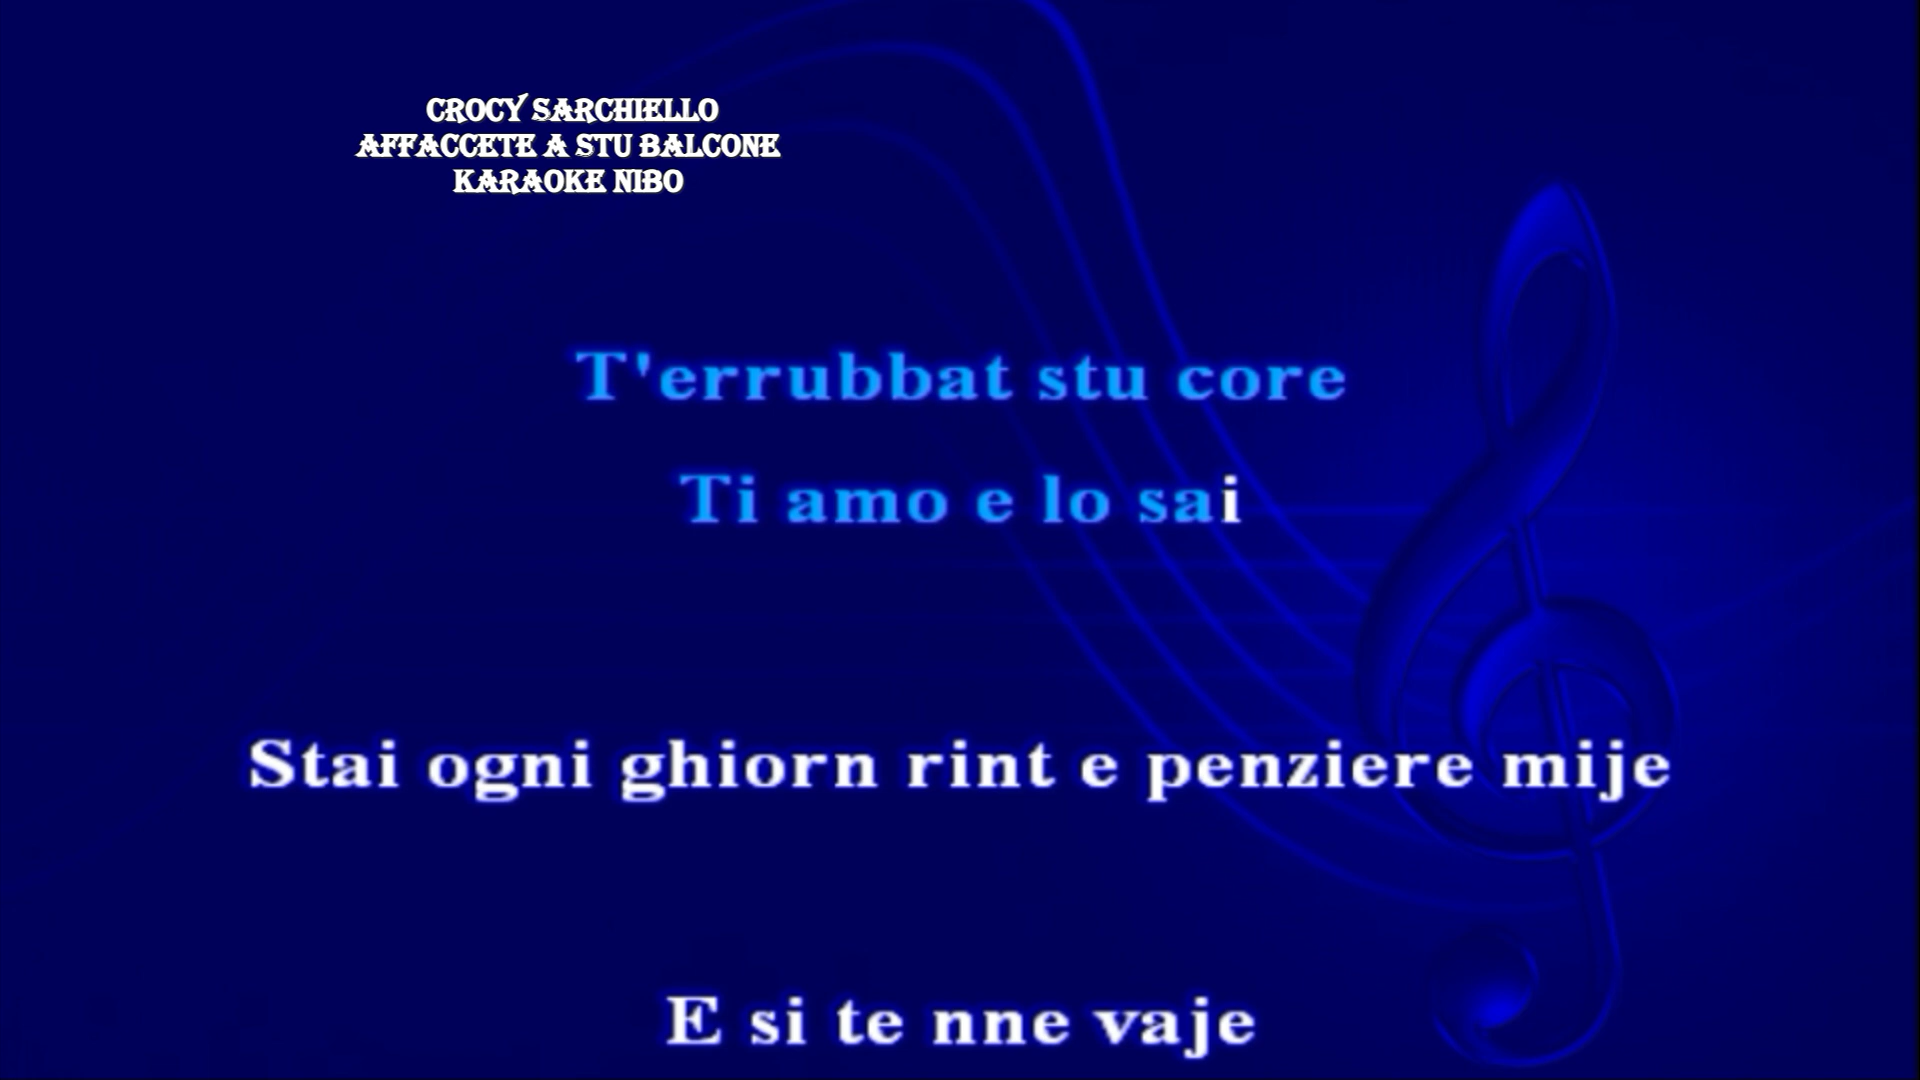 CROCY SARCHIELLO
AFFACCETE A STU BALCONE
KARAOKE NIBO
T'errubbat stu core
Ti amo e lo sai
Stai ogni ghiorn rint e penziere mije
E si te nne vaje